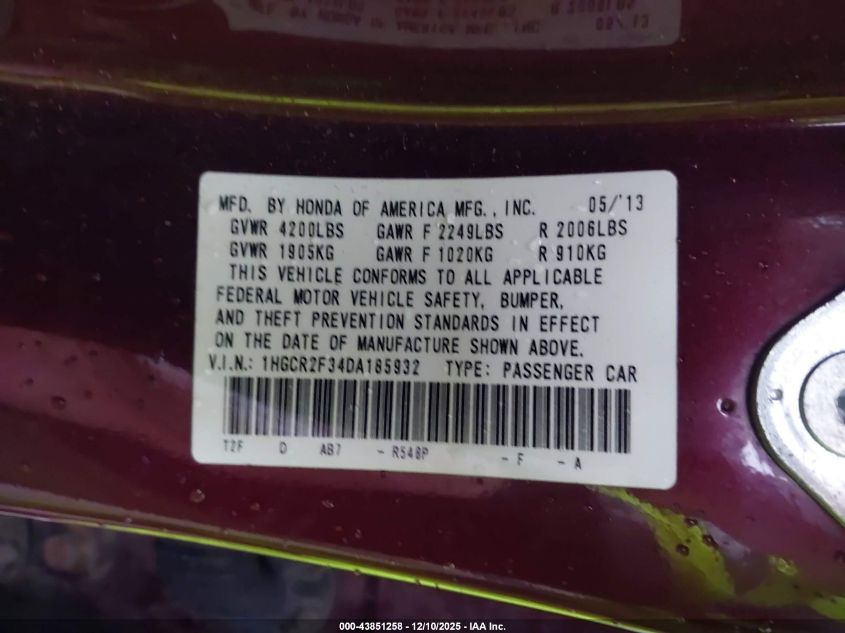 MFD. BY HONDA OF AMERICA MFG., INC. 05/'13
GVWR 4200LBS GAWR F 2249LBS R 2006LBS
GVWR 1905KG GAWR F 1020KG R 910KG
THIS VEHICLE CONFORMS TO ALL APPLICABLE
FEDERAL MOTOR VEHICLE SAFETY, BUMPER,
AND THEFT PREVENTION STANDARDS IN EFFECT
ON THE DATE OF MANUFACTURE SHOWN ABOVE.
V.I.N.: 1HGCR2F34DA185932 TYPE: PASSENGER CAR
T2F D AB7 - R548P - F - A
000-43851258 - 12/10/2025 - IAA Inc.